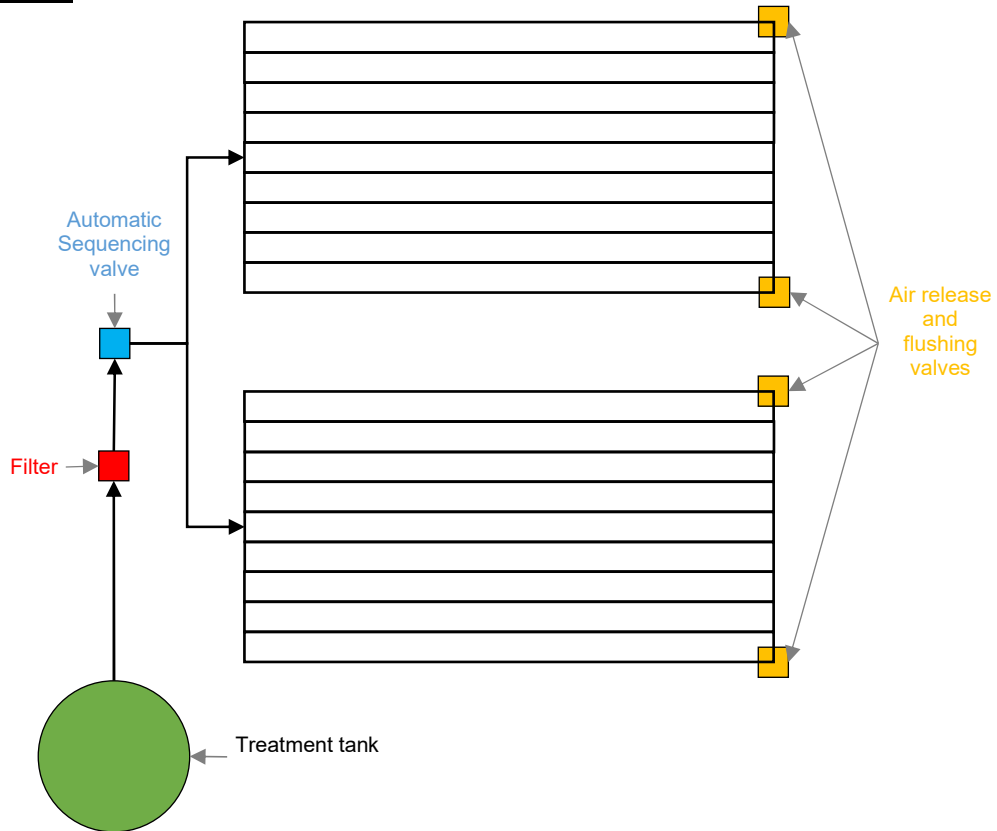 Automatic
Sequencing
valve
Air release
and
flushing
valves
Filter
Treatment tank